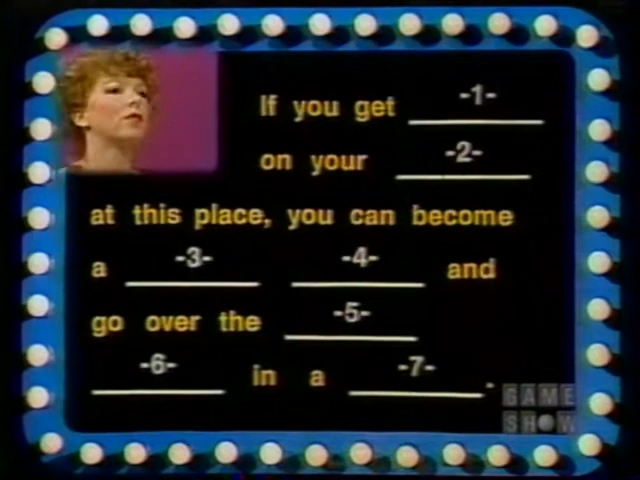 If you get -1-
on your -2-
at this place, you can become
a -3- -4- and
go over the -5-
-6- in a -7-.
GAME
SHOW